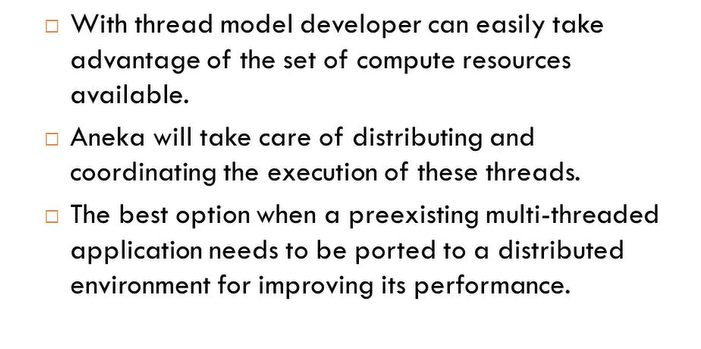 With thread model developer can easily take
advantage of the set of compute resources
available.
Aneka will take care of distributing and
coordinating the execution of these threads.
The best option when a preexisting multi-threaded
application needs to be ported to a distributed
environment for improving its performance.